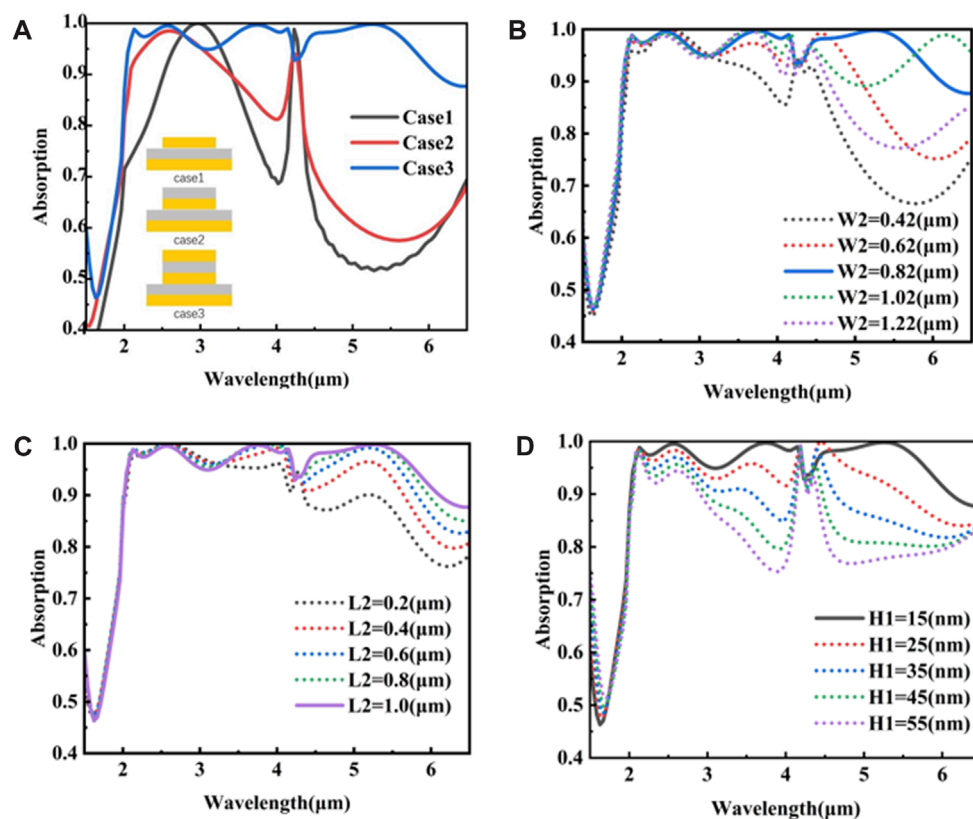 A
1.0
0.9
0.8
0.7
0.6
0.5
0.4
Absorption
Case1
Case2
Case3
case1
case2
case3
2 3 4 5 6
Wavelength(μm)
B
1.0
0.9
0.8
0.7
0.6
0.5
0.4
Absorption
W2=0.42(μm)
W2=0.62(μm)
W2=0.82(μm)
W2=1.02(μm)
W2=1.22(μm)
2 3 4 5 6
Wavelength(μm)
C
1.0
0.9
0.8
0.7
0.6
0.5
0.4
Absorption
L2=0.2(μm)
L2=0.4(μm)
L2=0.6(μm)
L2=0.8(μm)
L2=1.0(μm)
2 3 4 5 6
Wavelength(μm)
D
1.0
0.9
0.8
0.7
0.6
0.5
0.4
Absorption
H1=15(nm)
H1=25(nm)
H1=35(nm)
H1=45(nm)
H1=55(nm)
2 3 4 5 6
Wavelength(μm)